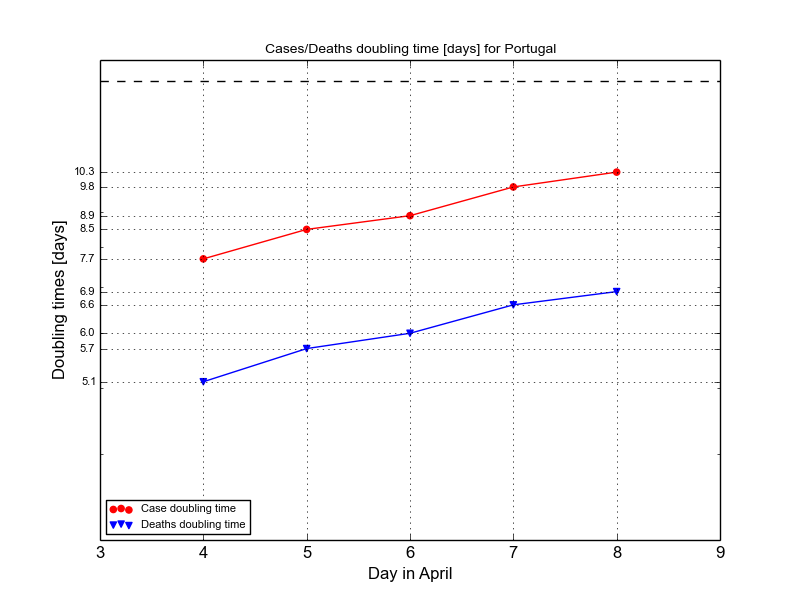 Cases/Deaths doubling time [days] for Portugal
Doubling times [days]
10.3
9.8
8.9
8.5
7.7
6.9
6.6
6.0
5.7
5.1
Case doubling time
Deaths doubling time
3 4 5 6 7 8 9
Day in April